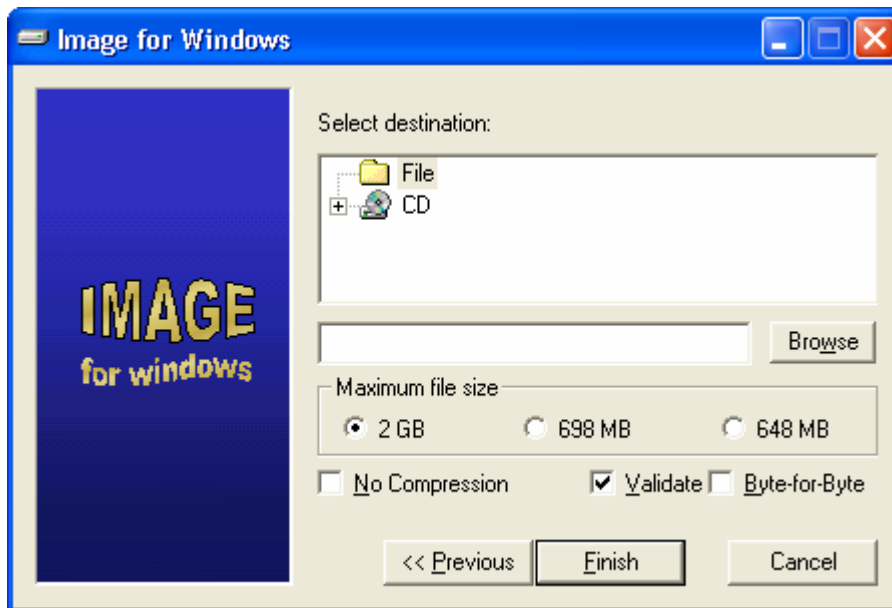 Image for Windows
Select destination:
File
CD
IMAGE
for windows
Browse
Maximum file size
2 GB 698 MB 648 MB
No Compression Validate Byte-for-Byte
<< Previous Finish Cancel